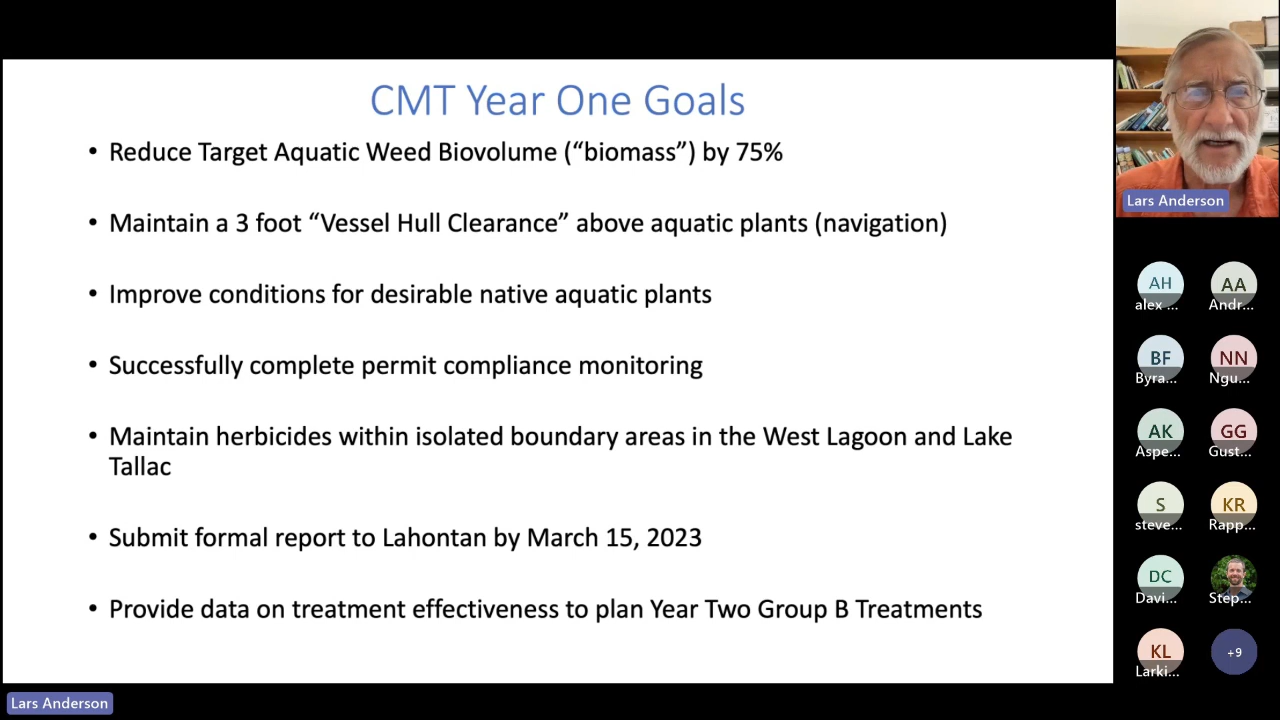 CMT Year One Goals
• Reduce Target Aquatic Weed Biovolume (“biomass”) by 75%
• Maintain a 3 foot “Vessel Hull Clearance” above aquatic plants (navigation)
• Improve conditions for desirable native aquatic plants
• Successfully complete permit compliance monitoring
• Maintain herbicides within isolated boundary areas in the West Lagoon and Lake
Tallac
• Submit formal report to Lahontan by March 15, 2023
• Provide data on treatment effectiveness to plan Year Two Group B Treatments
Lars Anderson
Lars Anderson
AH AA
alex ... Andr...
BF NN
Byra... Ngu...
AK GG
Aspe... Gust...
S KR
steve... Rapp...
DC
Davi... Step...
KL +9
Larki...